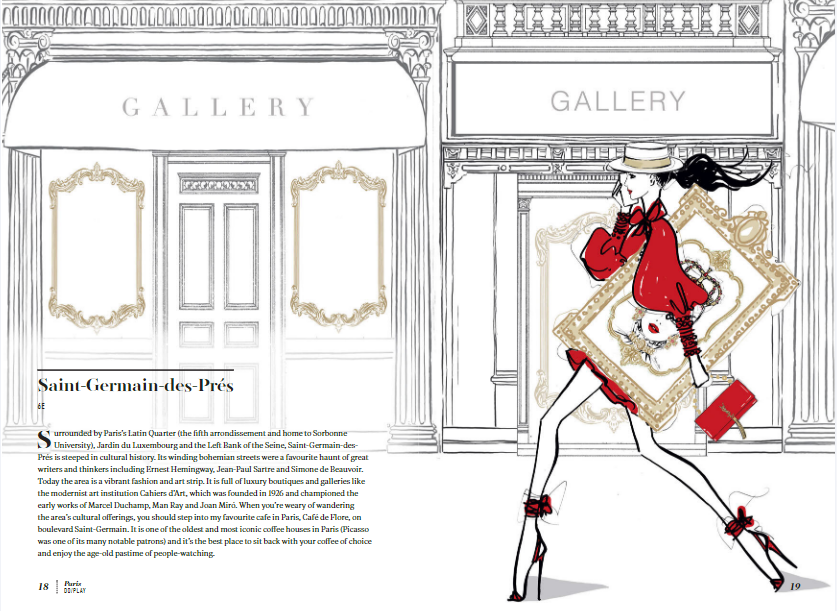 GALLERY
GALLERY
Saint-Germain-des-Prés
6E
Surrounded by Paris's Latin Quarter (the fifth arrondissement and home to Sorbonne
University), Jardin du Luxembourg and the Left Bank of the Seine, Saint-Germain-des-
Prés is steeped in cultural history. Its winding bohemian streets were a favourite haunt of great
writers and thinkers including Ernest Hemingway, Jean-Paul Sartre and Simone de Beauvoir.
Today the area is a vibrant fashion and art strip. It is full of luxury boutiques and galleries like
the modernist art institution Cahiers d'Art, which was founded in 1926 and championed the
early works of Marcel Duchamp, Man Ray and Joan Miró. When you're weary of wandering
the area's cultural offerings, you should step into my favourite cafe in Paris, Café de Flore, on
boulevard Saint-Germain. It is one of the oldest and most iconic coffee houses in Paris (Picasso
was one of its many notable patrons) and it's the best place to sit back with your coffee of choice
and enjoy the age-old pastime of people-watching.
18
Paris
DO/PLAY
19